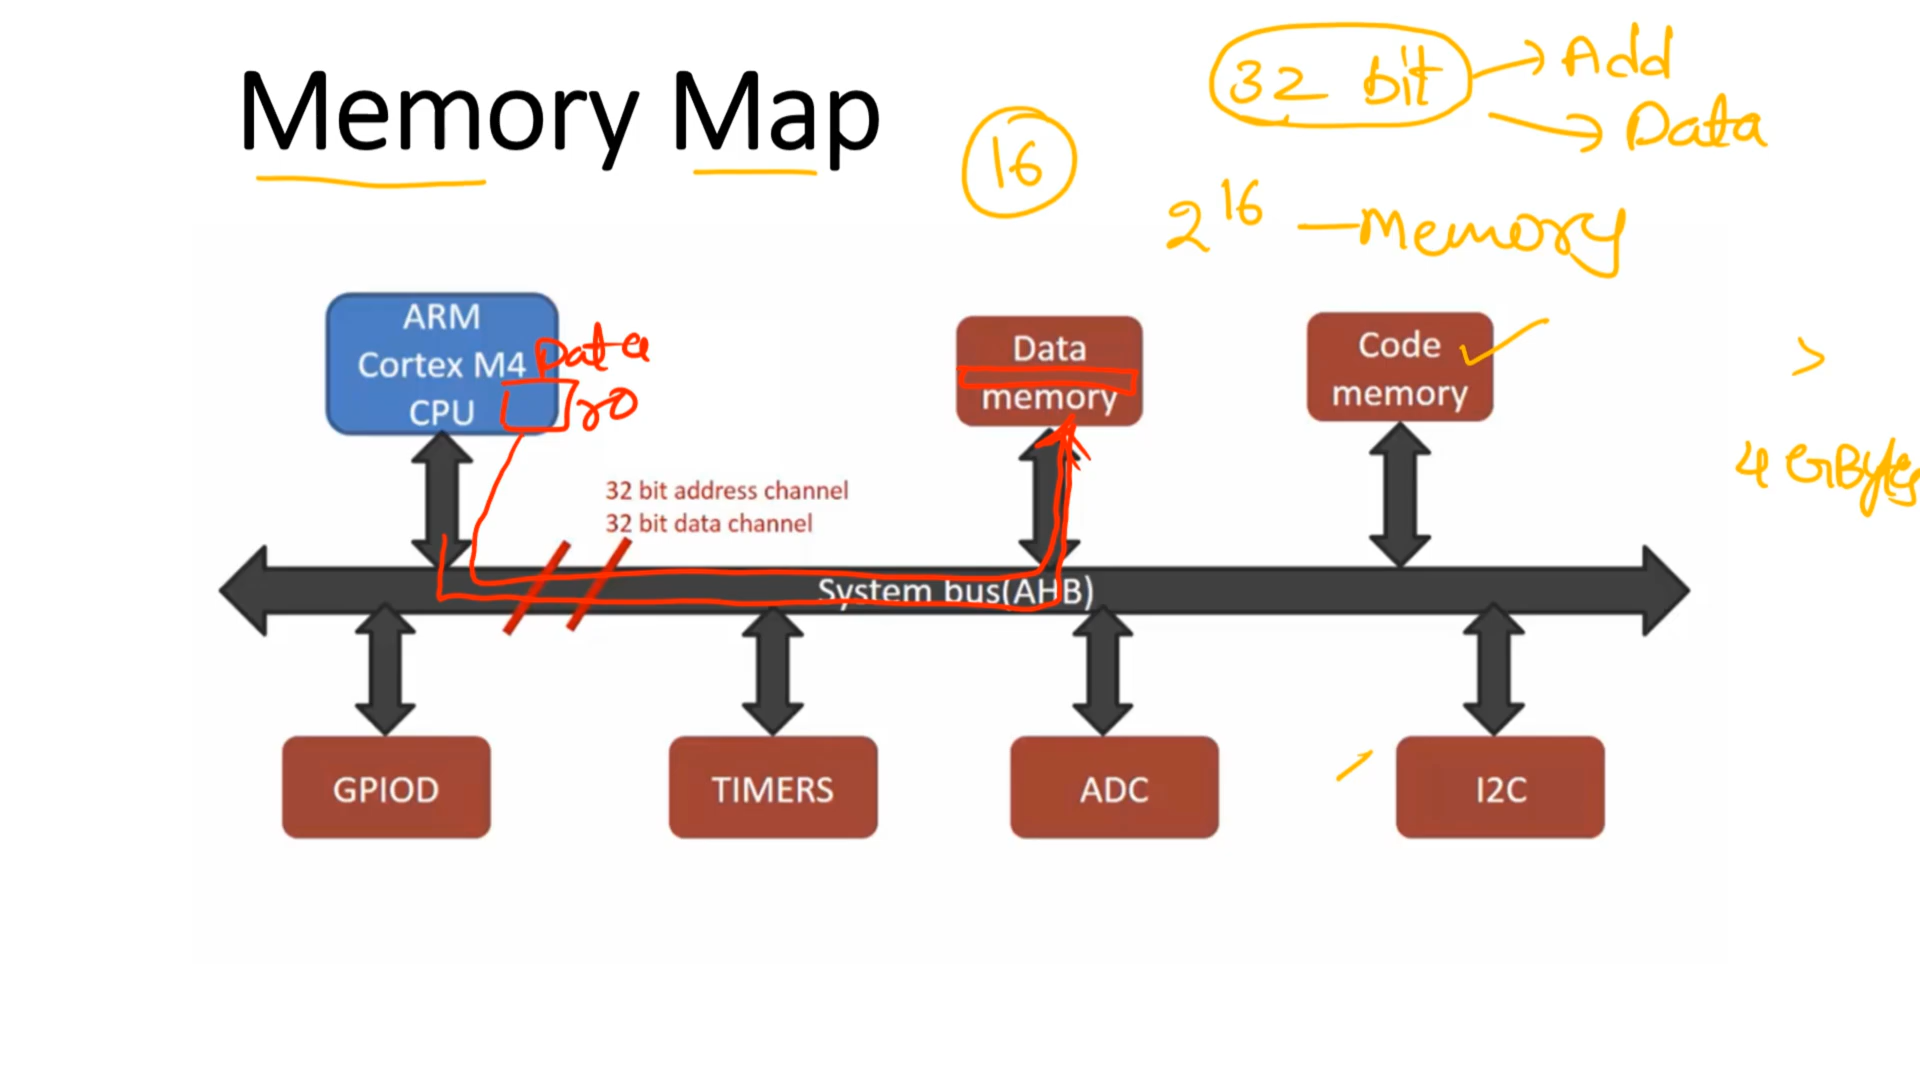 Memory Map
32 bit → Add
→ Data
16
2^16 — Memory
ARM
Cortex M4
CPU
Data
r0
Data
memory
Code
memory
>
4 GBytes
32 bit address channel
32 bit data channel
System bus(AHB)
GPIOD
TIMERS
ADC
I2C